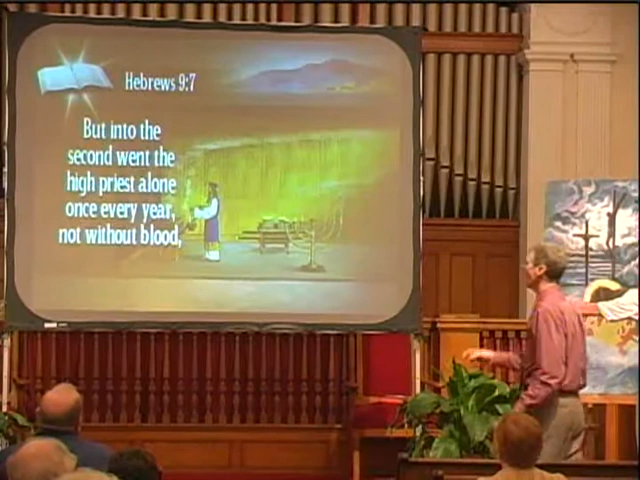 Hebrews 9:7
But into the
second went the
high priest alone
once every year,
not without blood,